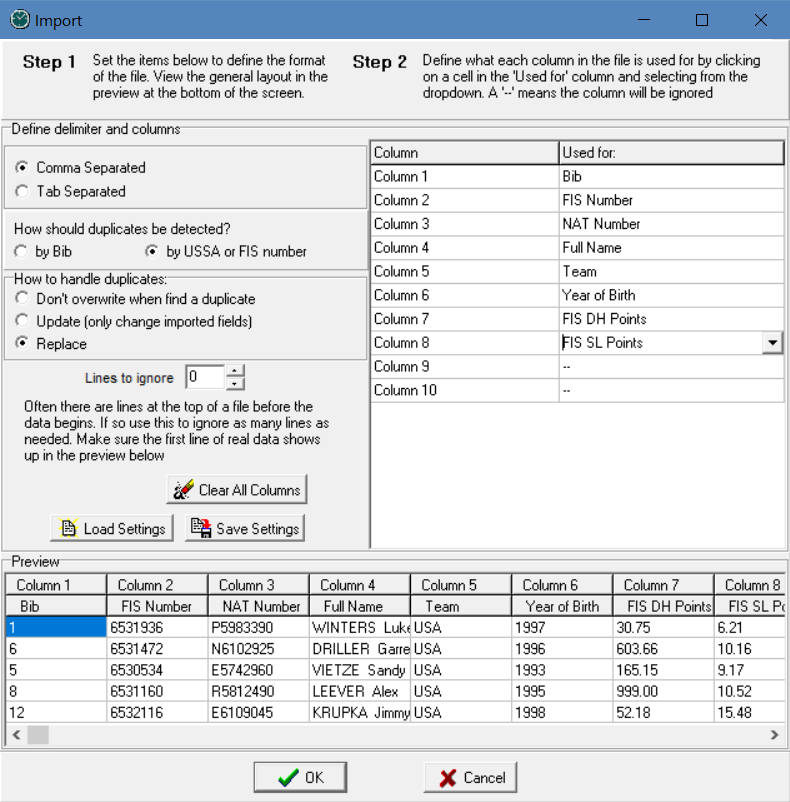 Import
Step 1
Set the items below to define the format
of the file. View the general layout in the
preview at the bottom of the screen.
Step 2
Define what each column in the file is used for by clicking
on a cell in the 'Used for' column and selecting from the
dropdown. A '--' means the column will be ignored
Define delimiter and columns
Comma Separated
Tab Separated
How should duplicates be detected?
by Bib by USSA or FIS number
How to handle duplicates:
Don't overwrite when find a duplicate
Update (only change imported fields)
Replace
Lines to ignore 0
Often there are lines at the top of a file before the
data begins. If so use this to ignore as many lines as
needed. Make sure the first line of real data shows
up in the preview below
Clear All Columns
Load Settings Save Settings
Column Used for:
Column 1 Bib
Column 2 FIS Number
Column 3 NAT Number
Column 4 Full Name
Column 5 Team
Column 6 Year of Birth
Column 7 FIS DH Points
Column 8 FIS SL Points
Column 9 --
Column 10 --
Preview
Column 1 Column 2 Column 3 Column 4 Column 5 Column 6 Column 7 Column 8
Bib FIS Number NAT Number Full Name Team Year of Birth FIS DH Points FIS SL Po
1 6531936 P5983390 WINTERS Luke USA 1997 30.75 6.21
6 6531472 N6102925 DRILLER Garre USA 1996 603.66 10.16
5 6530534 E5742960 VIETZE Sandy USA 1993 165.15 9.17
8 6531160 R5812490 LEEVER Alex USA 1995 999.00 10.52
12 6532116 E6109045 KRUPKA Jimmy USA 1998 52.18 15.48
OK Cancel